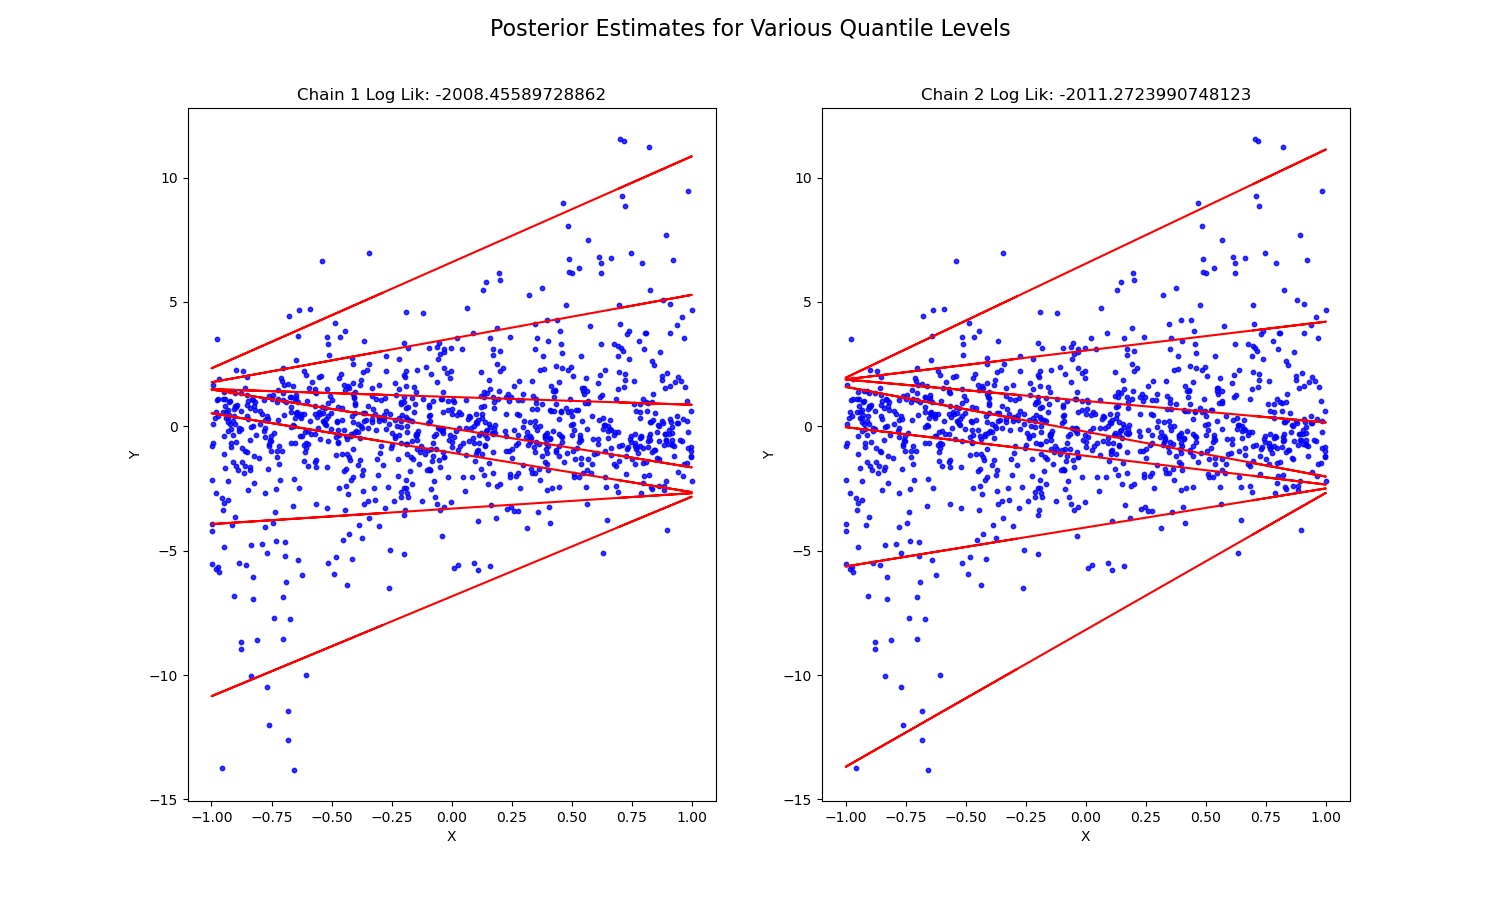 Posterior Estimates for Various Quantile Levels
Chain 1 Log Lik: -2008.45589728862
10
5
0
−5
−10
−15
Y
−1.00 −0.75 −0.50 −0.25 0.00 0.25 0.50 0.75 1.00
X
Chain 2 Log Lik: -2011.2723990748123
10
5
0
−5
−10
−15
Y
−1.00 −0.75 −0.50 −0.25 0.00 0.25 0.50 0.75 1.00
X